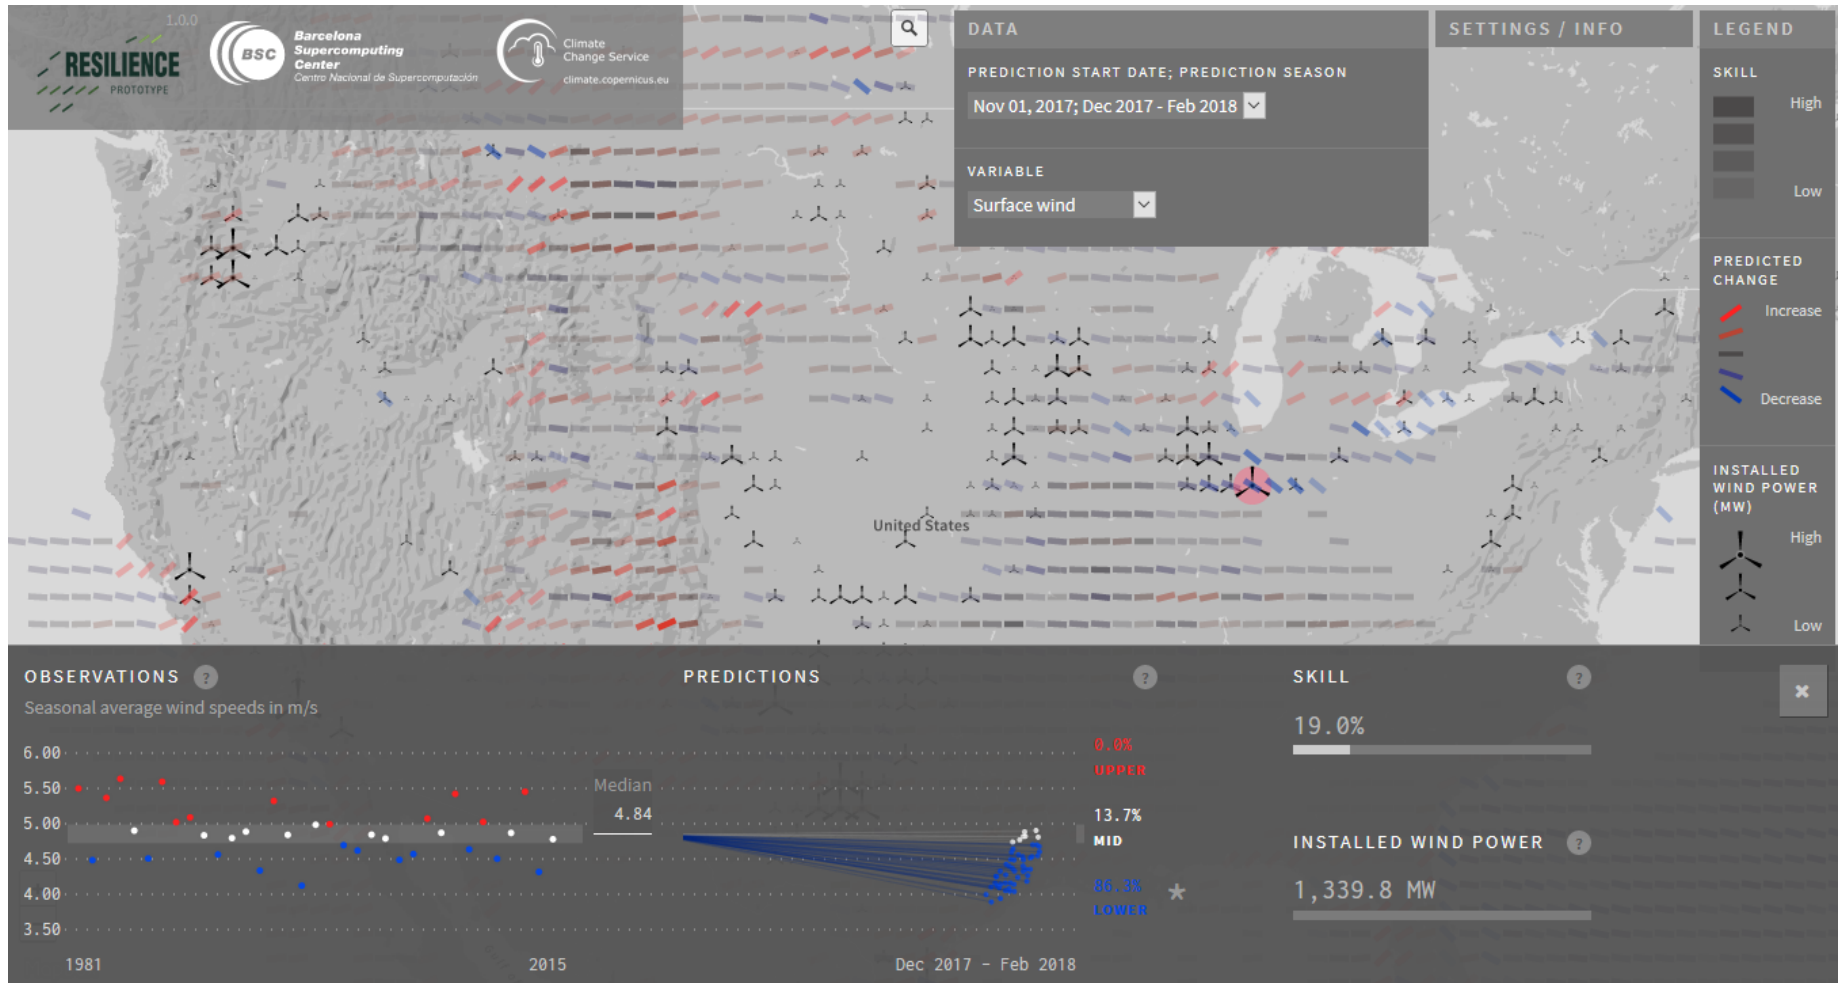 1.0.0
RESILIENCE
PROTOTYPE
BSC
Barcelona
Supercomputing
Center
Centro Nacional de Supercomputación
Climate
Change Service
climate.copernicus.eu
DATA
PREDICTION START DATE; PREDICTION SEASON
Nov 01, 2017; Dec 2017 - Feb 2018
VARIABLE
Surface wind
SETTINGS / INFO
LEGEND
SKILL
High
Low
PREDICTED
CHANGE
Increase
Decrease
INSTALLED
WIND POWER
(MW)
High
Low
United States
OBSERVATIONS ?
Seasonal average wind speeds in m/s
6.00
5.50
5.00
4.50
4.00
3.50
1981
2015
Median
4.84
PREDICTIONS ?
0.0%
UPPER
13.7%
MID
86.3%
LOWER
Dec 2017 - Feb 2018
SKILL ?
19.0%
INSTALLED WIND POWER ?
1,339.8 MW